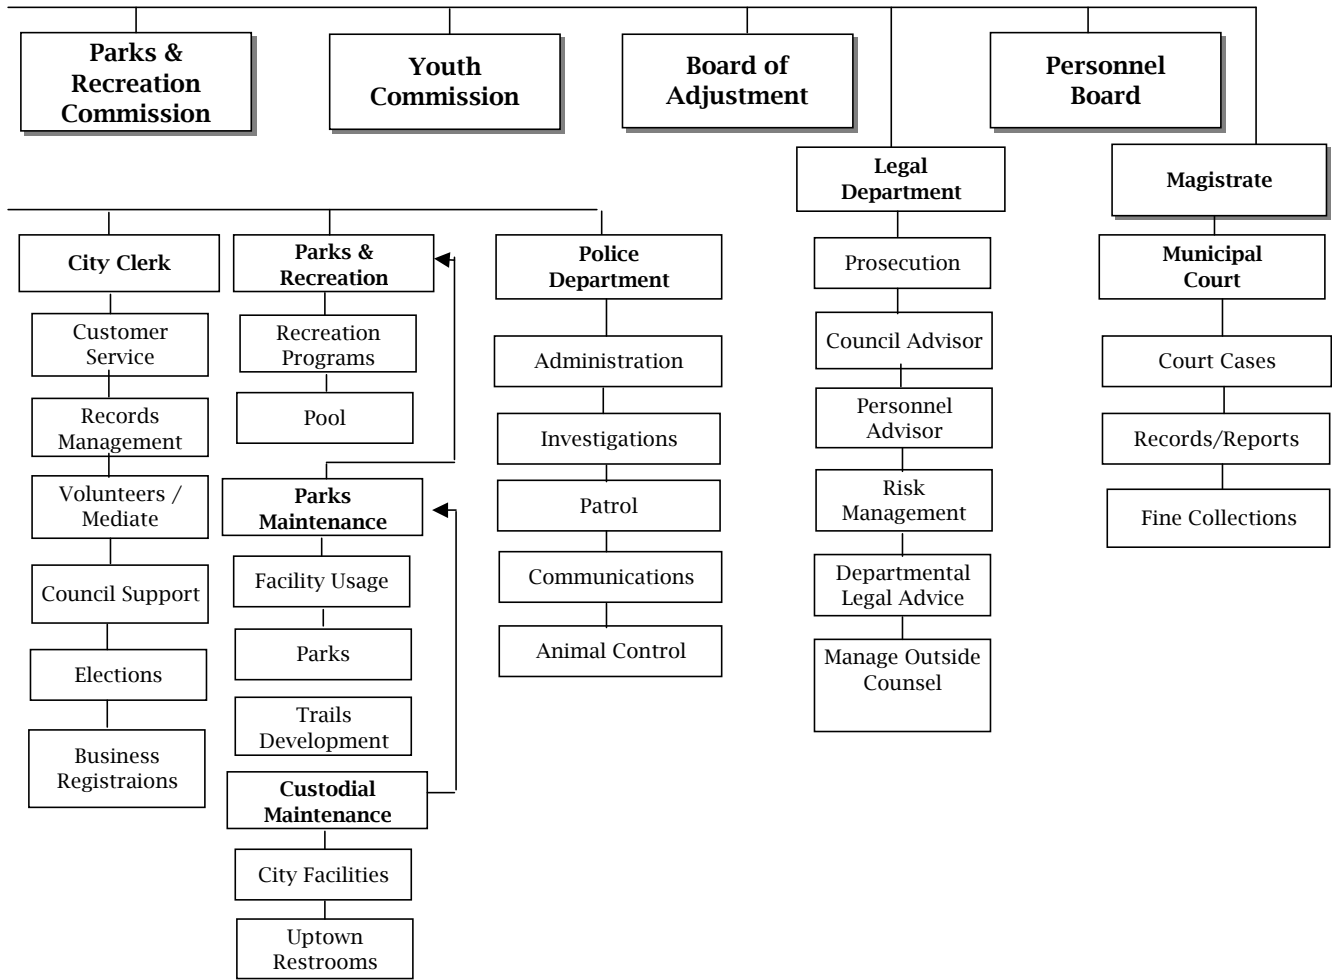 Parks &
Recreation
Commission
Youth
Commission
Board of
Adjustment
Personnel
Board
Legal
Department
Magistrate
City Clerk
Parks &
Recreation
Police
Department
Prosecution
Municipal
Court
Customer
Service
Recreation
Programs
Administration
Council Advisor
Court Cases
Records
Management
Pool
Investigations
Personnel
Advisor
Records/Reports
Volunteers /
Mediate
Parks
Maintenance
Patrol
Risk
Management
Fine Collections
Council Support
Facility Usage
Communications
Departmental
Legal Advice
Elections
Parks
Animal Control
Manage Outside
Counsel
Business
Registraions
Trails
Development
Custodial
Maintenance
City Facilities
Uptown
Restrooms